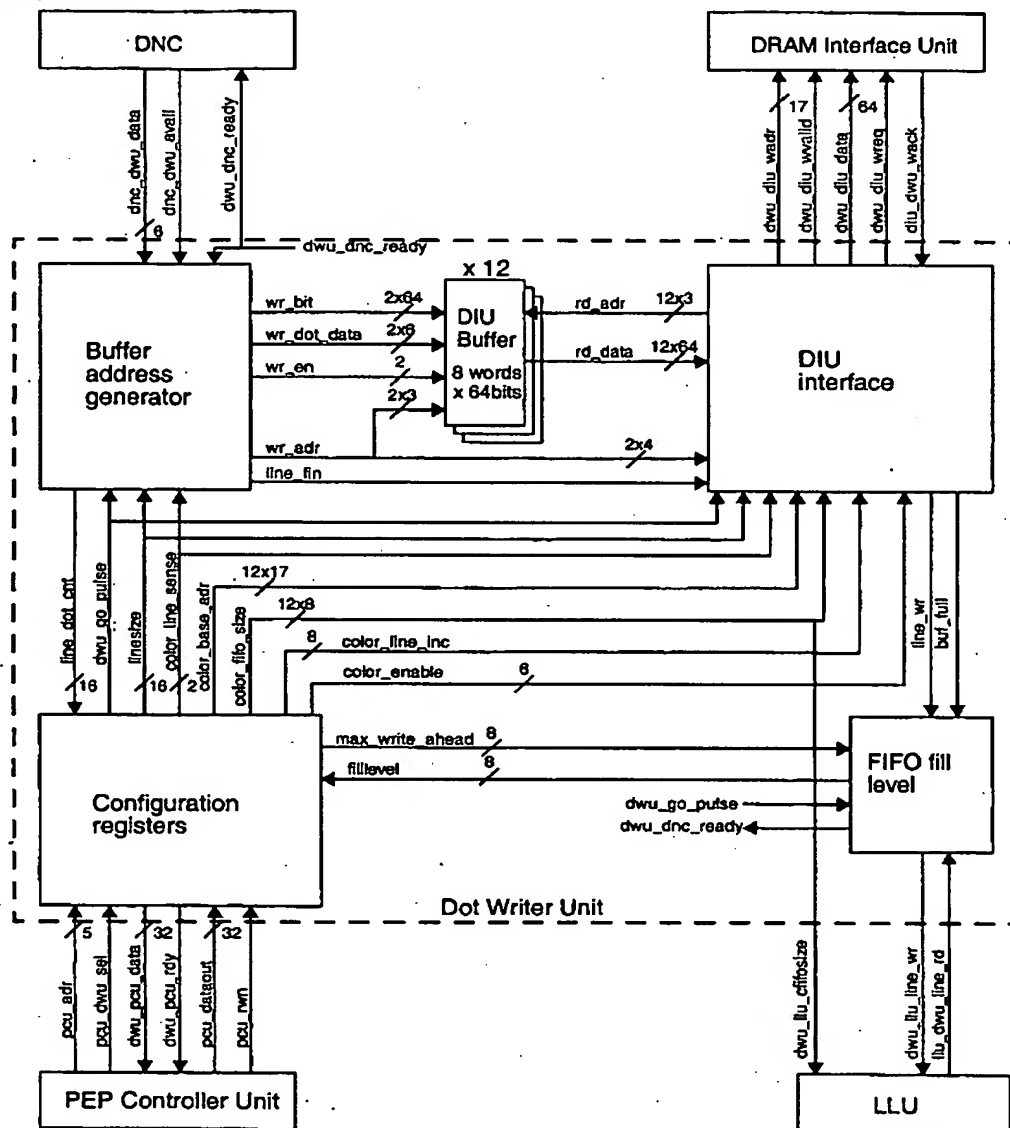 DNC
DRAM Interface Unit
dnc_dwu_data
dnc_dwu_avail
dwu_dnc_ready
6
dwu_diu_wadr
17
dwu_diu_wvalid
dwu_diu_data
64
dwu_diu_wreq
diu_dwu_wack
dwu_dnc_ready
x 12
Buffer
address
generator
wr_bit
2x64
wr_dot_data
2x6
wr_en
2
2x3
wr_adr
2x4
line_fin
DIU
Buffer
8 words
x 64bits
rd_adr
12x3
rd_data
12x64
DIU
interface
line_dot_cnt
16
dwu_go_pulse
linesize
16
color_line_sense
2
color_base_adr
12x17
color_fifo_size
12x8
8
color_line_inc
color_enable
6
line_wr
buf_full
Configuration
registers
max_write_ahead
8
filllevel
8
FIFO fill
level
dwu_go_pulse
dwu_dnc_ready
Dot Writer Unit
pcu_adr
5
pcu_dwu_sel
dwu_pcu_data
32
dwu_pcu_rdy
pcu_dataout
32
pcu_rwn
dwu_llu_cfifosize
dwu_llu_line_wr
llu_dwu_line_rd
PEP Controller Unit
LLU